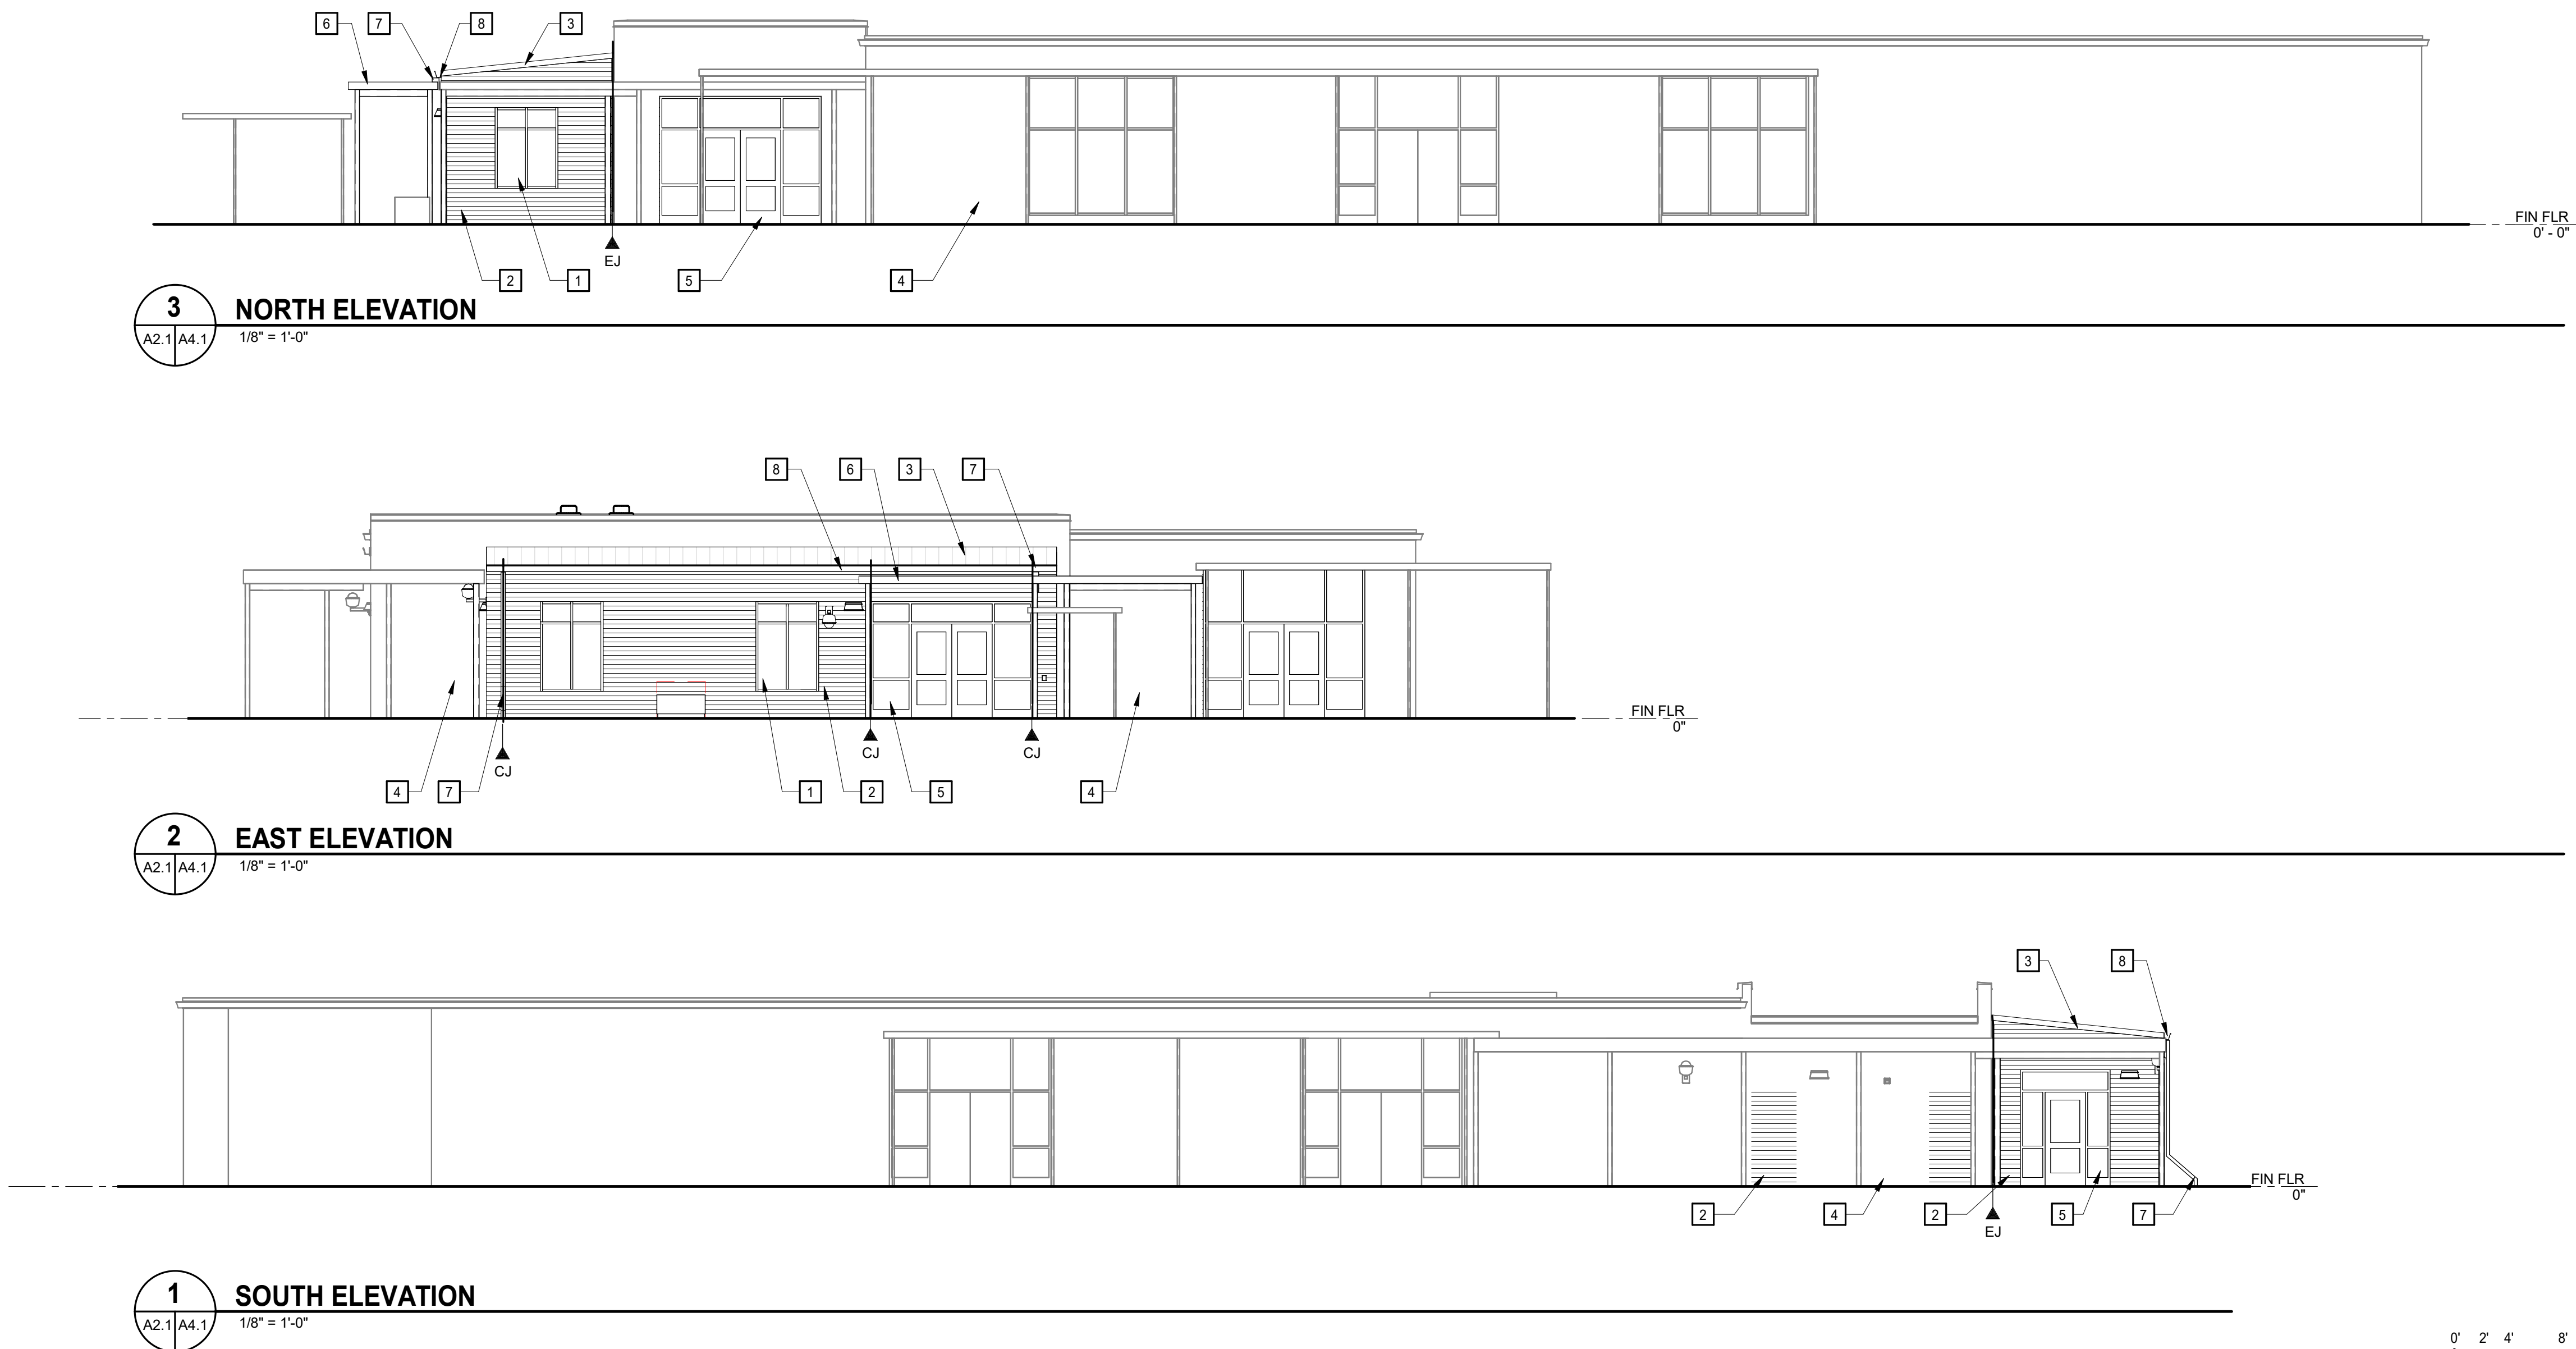 6 7 8 3
FIN FLR
0' - 0"
EJ
2 1 5 4
3 NORTH ELEVATION
A2.1 A4.1 1/8" = 1'-0"
8 6 3 7
FIN FLR
0"
CJ CJ CJ
4 7 1 2 5 4
2 EAST ELEVATION
A2.1 A4.1 1/8" = 1'-0"
3 8
FIN FLR
0"
2 4 2 5 7
EJ
1 SOUTH ELEVATION
A2.1 A4.1 1/8" = 1'-0"
0' 2' 4' 8'